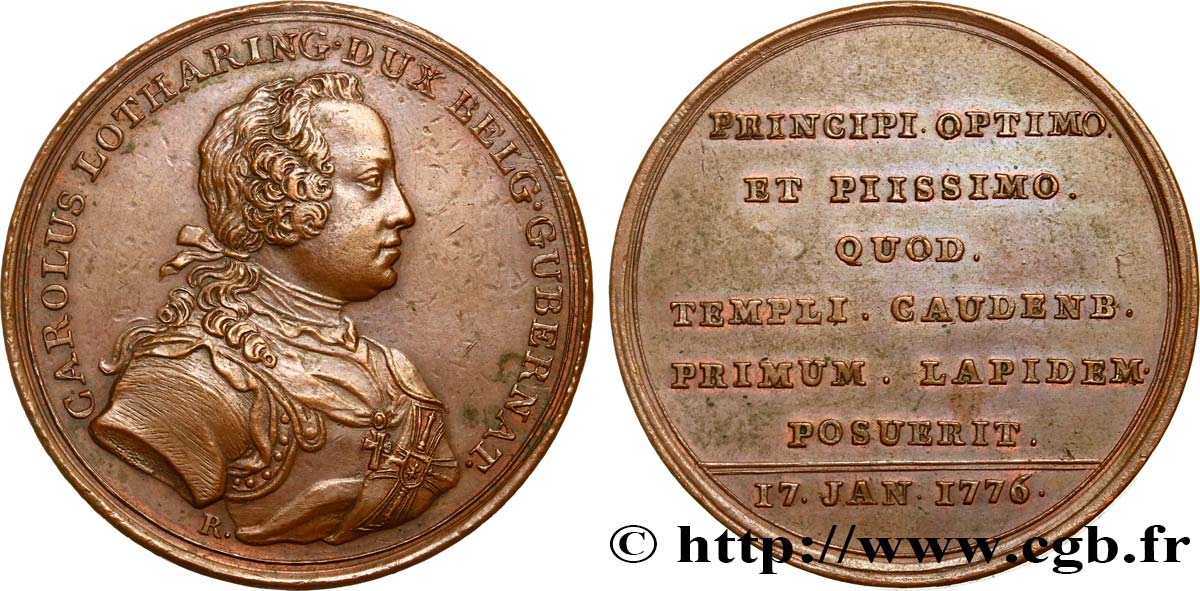 CAROLUS LOTHARING·DUX BELG·GUBERNAT.
R.
PRINCIPI. OPTIMO.
ET PIISSIMO.
QUOD.
TEMPLI. CAUDENB.
PRIMUM. LAPIDEM.
POSUERIT.
17. JAN. 1776.
© http://www.cgb.fr